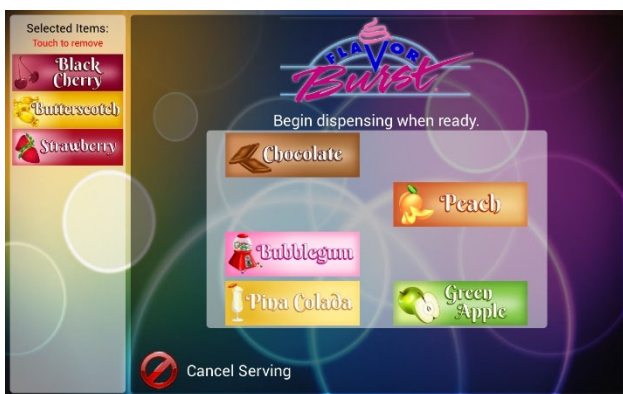 Selected Items:
Touch to remove
Black
Cherry
Butterscotch
Strawberry
FLAVOR
Burst
Begin dispensing when ready.
Chocolate
Peach
Bubblegum
Pina Colada
Green
Apple
Cancel Serving